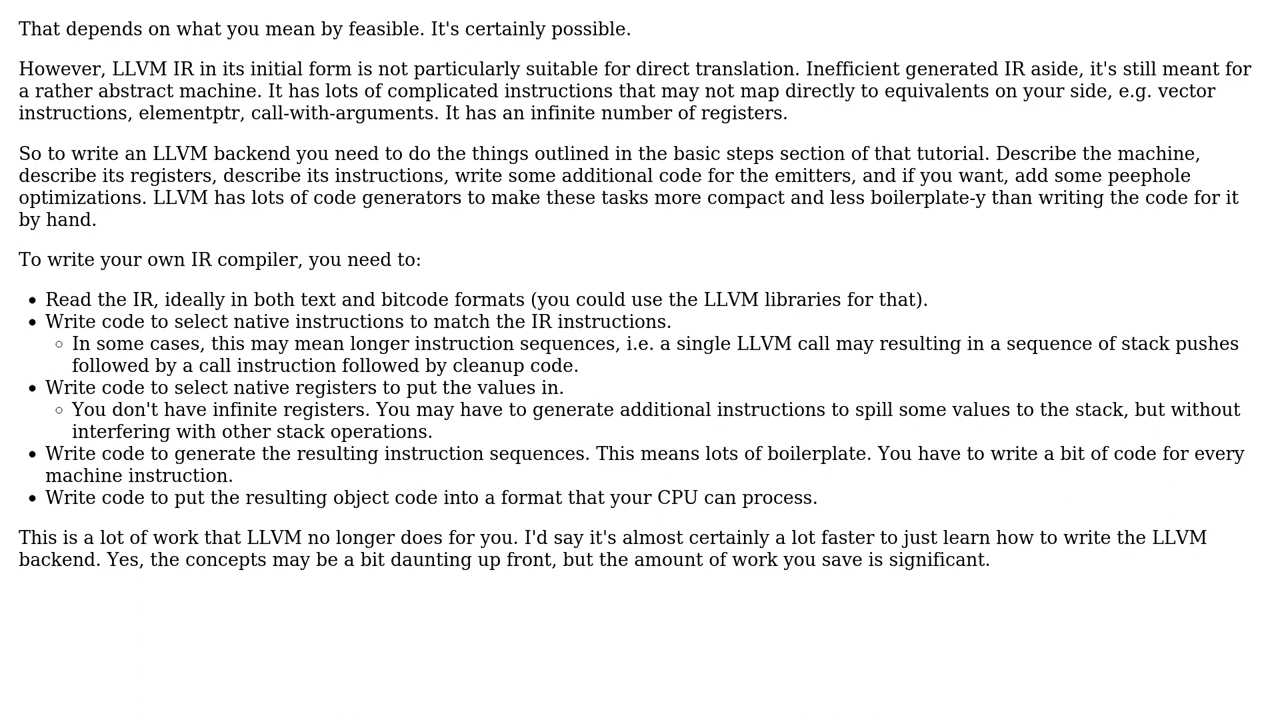 That depends on what you mean by feasible. It's certainly possible.
However, LLVM IR in its initial form is not particularly suitable for direct translation. Inefficient generated IR aside, it's still meant for
a rather abstract machine. It has lots of complicated instructions that may not map directly to equivalents on your side, e.g. vector
instructions, elementptr, call-with-arguments. It has an infinite number of registers.
So to write an LLVM backend you need to do the things outlined in the basic steps section of that tutorial. Describe the machine,
describe its registers, describe its instructions, write some additional code for the emitters, and if you want, add some peephole
optimizations. LLVM has lots of code generators to make these tasks more compact and less boilerplate-y than writing the code for it
by hand.
To write your own IR compiler, you need to:
• Read the IR, ideally in both text and bitcode formats (you could use the LLVM libraries for that).
• Write code to select native instructions to match the IR instructions.
◦ In some cases, this may mean longer instruction sequences, i.e. a single LLVM call may resulting in a sequence of stack pushes
followed by a call instruction followed by cleanup code.
• Write code to select native registers to put the values in.
◦ You don't have infinite registers. You may have to generate additional instructions to spill some values to the stack, but without
interfering with other stack operations.
• Write code to generate the resulting instruction sequences. This means lots of boilerplate. You have to write a bit of code for every
machine instruction.
• Write code to put the resulting object code into a format that your CPU can process.
This is a lot of work that LLVM no longer does for you. I'd say it's almost certainly a lot faster to just learn how to write the LLVM
backend. Yes, the concepts may be a bit daunting up front, but the amount of work you save is significant.